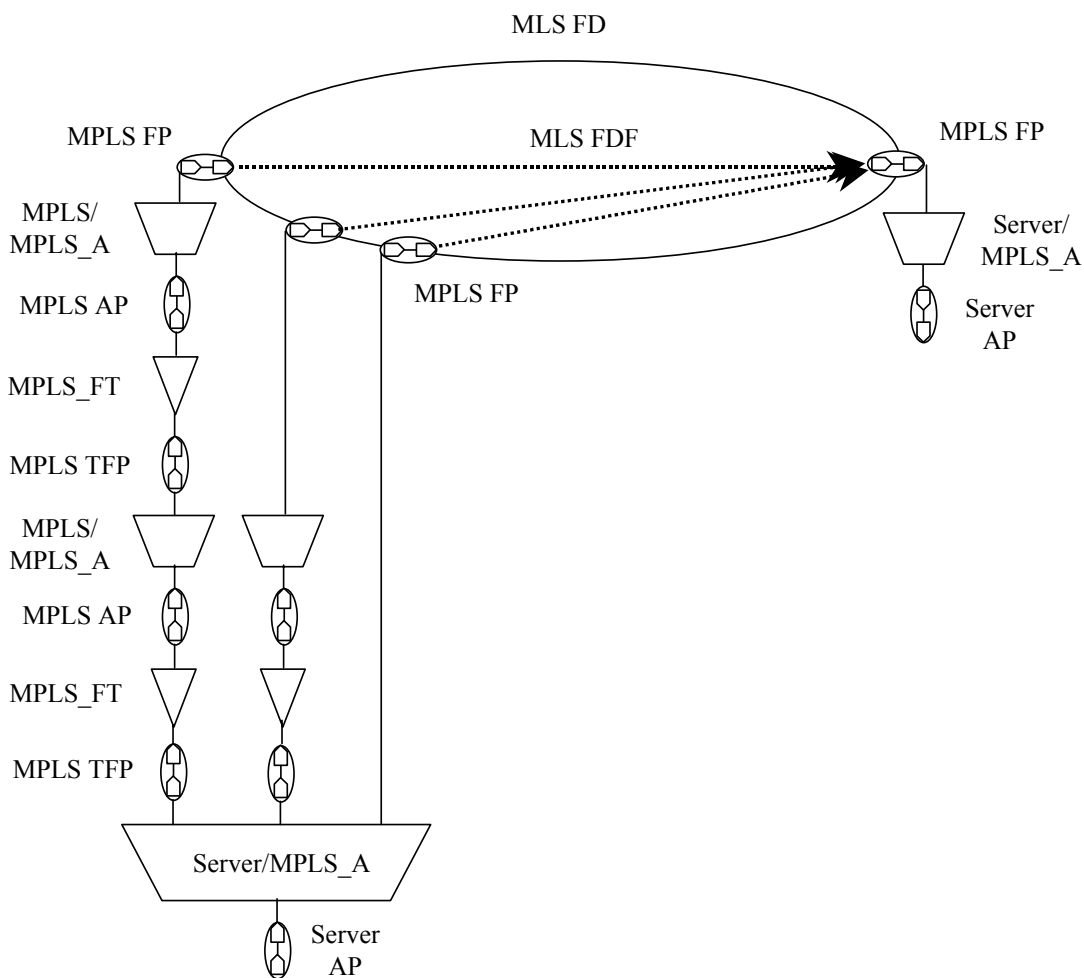 MLS FD
MPLS FP
MLS FDF
MPLS FP
MPLS/
MPLS_A
Server/
MPLS_A
MPLS FP
MPLS AP
Server
AP
MPLS_FT
MPLS TFP
MPLS/
MPLS_A
MPLS AP
MPLS_FT
MPLS TFP
Server/MPLS_A
Server
AP